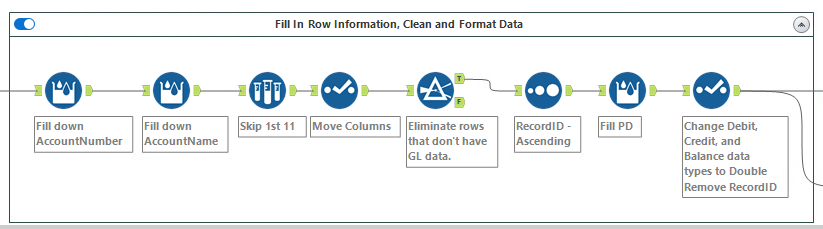 Fill In Row Information, Clean and Format Data
T
F
Fill down
AccountNumber
Fill down
AccountName
Skip 1st 11
Move Columns
Eliminate rows
that don't have
GL data.
RecordID -
Ascending
Fill PD
Change Debit,
Credit, and
Balance data
types to Double
Remove RecordID